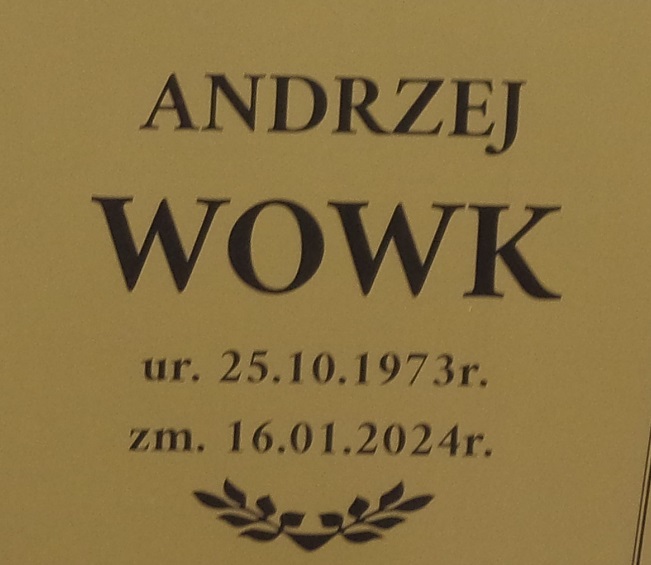 ANDRZEJ
WOWK
ur. 25.10.1973r.
zm. 16.01.2024r.